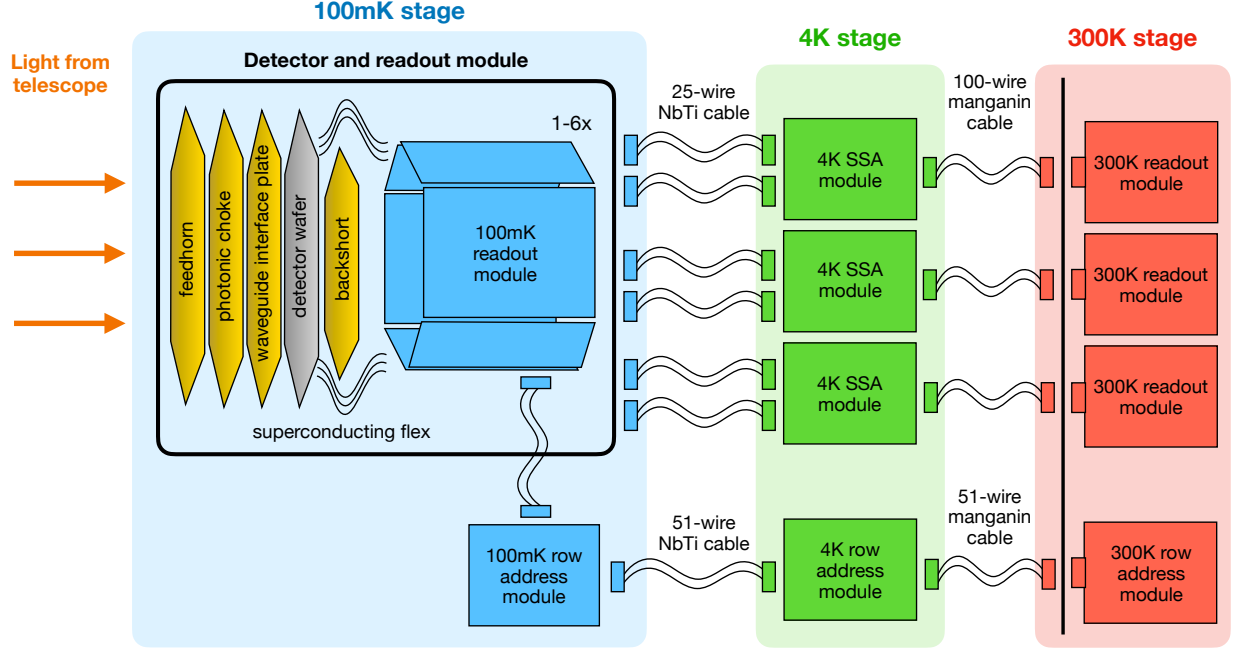 100mK stage
4K stage
300K stage
Light from
telescope
Detector and readout module
1-6x
feedhorn
photonic choke
waveguide interface plate
detector wafer
backshort
100mK
readout
module
superconducting flex
25-wire
NbTi cable
100-wire
manganin
cable
4K SSA
module
300K readout
module
4K SSA
module
300K readout
module
4K SSA
module
300K readout
module
100mK row
address
module
51-wire
NbTi cable
4K row
address
module
51-wire
manganin
cable
300K row
address
module